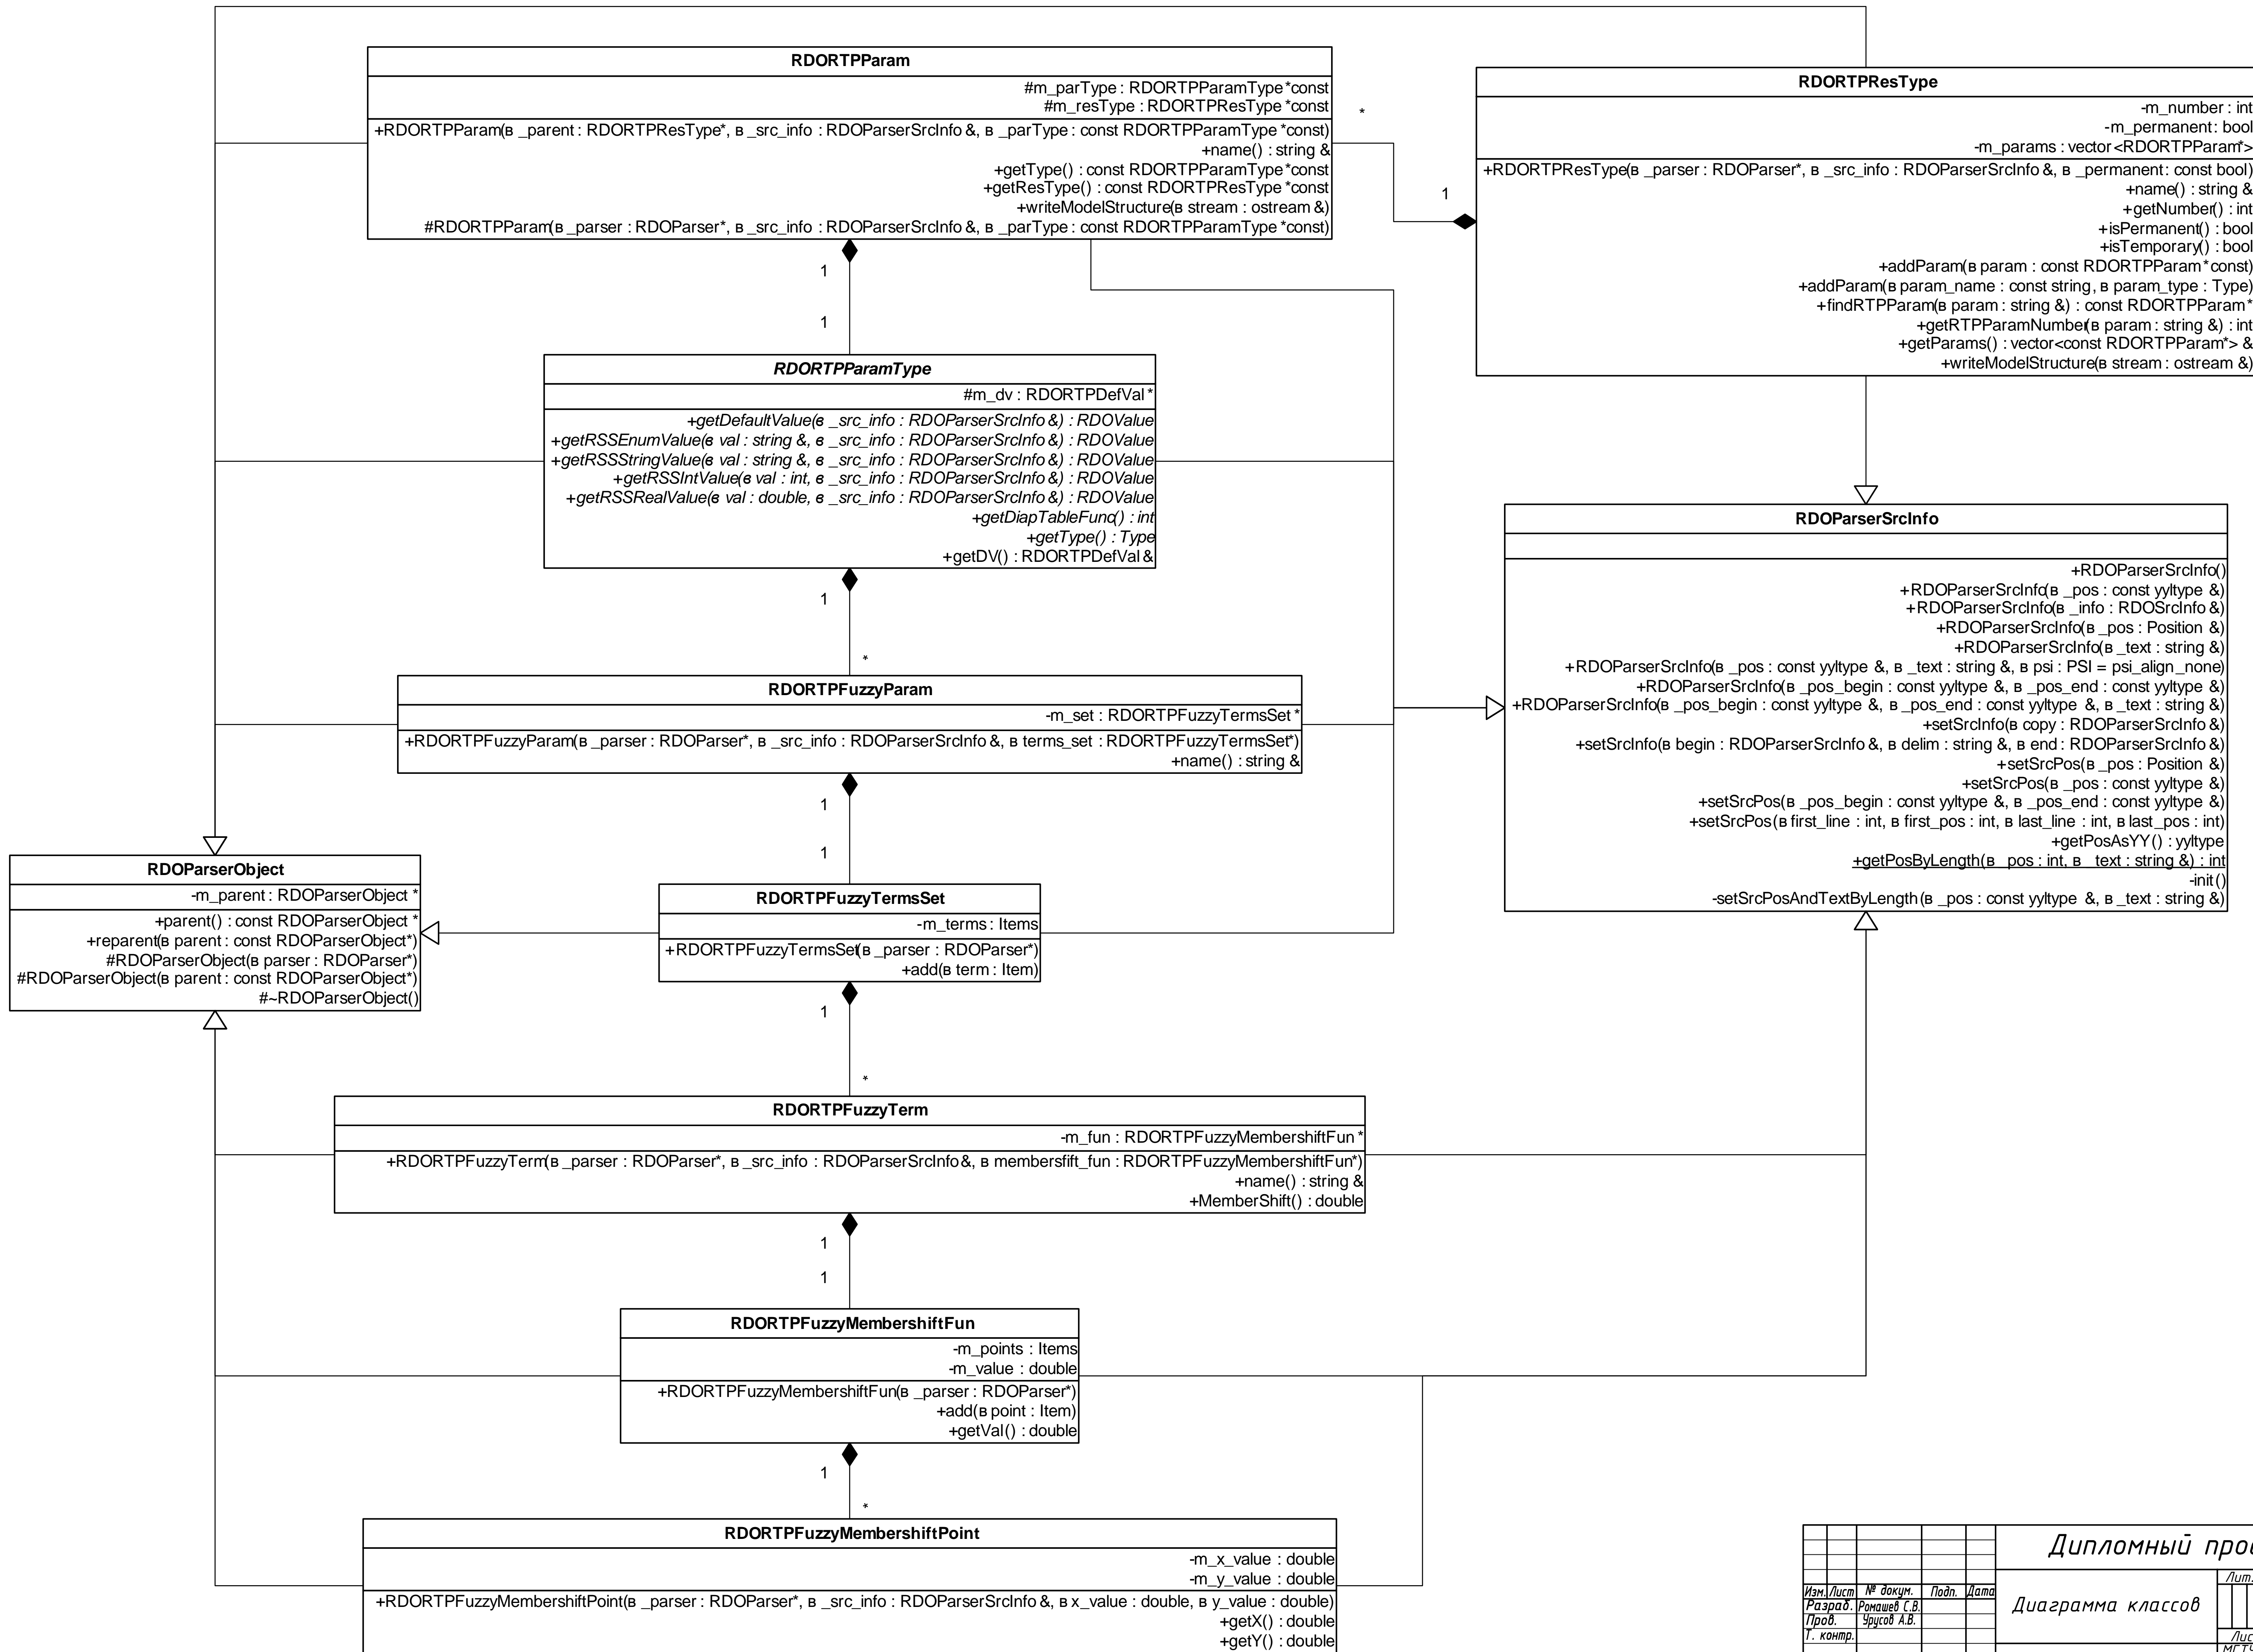 RDORTPParam
#m_parType : RDORTPParamType *const
#m_resType : RDORTPResType *const
+RDORTPParam(в _parent : RDORTPResType*, в _src_info : RDOParserSrcInfo &, в _parType : const RDORTPParamType *const)
+name() : string &
+getType() : const RDORTPParamType *const
+getResType() : const RDORTPResType *const
+writeModelStructure(в stream : ostream &)
#RDORTPParam(в _parser : RDOParser*, в _src_info : RDOParserSrcInfo &, в _parType : const RDORTPParamType *const)
*
1
RDORTPResType
-m_number : int
-m_permanent : bool
-m_params : vector<RDORTPParam*>
+RDORTPResType(в _parser : RDOParser*, в _src_info : RDOParserSrcInfo &, в _permanent : const bool)
+name() : string &
+getNumber() : int
+isPermanent() : bool
+isTemporary() : bool
+addParam(в param : const RDORTPParam *const)
+addParam(в param_name : const string, в param_type : Type)
+findRTPParam(в param : string &) : const RDORTPParam *
+getRTPParamNumber(в param : string &) : int
+getParams() : vector<const RDORTPParam*> &
+writeModelStructure(в stream : ostream &)
1
1
RDORTPParamType
#m_dv : RDORTPDefVal *
+getDefaultValue(в _src_info : RDOParserSrcInfo &) : RDOValue
+getRSSEnumValue(в val : string &, в _src_info : RDOParserSrcInfo &) : RDOValue
+getRSSStringValue(в val : string &, в _src_info : RDOParserSrcInfo &) : RDOValue
+getRSSIntValue(в val : int, в _src_info : RDOParserSrcInfo &) : RDOValue
+getRSSRealValue(в val : double, в _src_info : RDOParserSrcInfo &) : RDOValue
+getDiapTableFunc() : int
+getType() : Type
+getDV() : RDORTPDefVal &
1
*
RDOParserSrcInfo
+RDOParserSrcInfo()
+RDOParserSrcInfo(в _pos : const yyltype &)
+RDOParserSrcInfo(в _info : RDOSrcInfo &)
+RDOParserSrcInfo(в _pos : Position &)
+RDOParserSrcInfo(в _text : string &)
+RDOParserSrcInfo(в _pos : const yyltype &, в _text : string &, в psi : PSI = psi_align_none)
+RDOParserSrcInfo(в _pos_begin : const yyltype &, в _pos_end : const yyltype &)
+RDOParserSrcInfo(в _pos_begin : const yyltype &, в _pos_end : const yyltype &, в _text : string &)
+setSrcInfo(в copy : RDOParserSrcInfo &)
+setSrcInfo(в begin : RDOParserSrcInfo &, в delim : string &, в end : RDOParserSrcInfo &)
+setSrcPos(в _pos : Position &)
+setSrcPos(в _pos : const yyltype &)
+setSrcPos(в _pos_begin : const yyltype &, в _pos_end : const yyltype &)
+setSrcPos(в first_line : int, в first_pos : int, в last_line : int, в last_pos : int)
+getPosAsYY() : yyltype
+getPosByLength(в _pos : int, в _text : string &) : int
-init()
-setSrcPosAndTextByLength(в _pos : const yyltype &, в _text : string &)
RDORTPFuzzyParam
-m_set : RDORTPFuzzyTermsSet *
+RDORTPFuzzyParam(в _parser : RDOParser*, в _src_info : RDOParserSrcInfo &, в terms_set : RDORTPFuzzyTermsSet*)
+name() : string &
1
1
RDOParserObject
-m_parent : RDOParserObject *
+parent() : const RDOParserObject *
+reparent(в parent : const RDOParserObject*)
#RDOParserObject(в parser : RDOParser*)
#RDOParserObject(в parent : const RDOParserObject*)
#~RDOParserObject()
RDORTPFuzzyTermsSet
-m_terms : Items
+RDORTPFuzzyTermsSet(в _parser : RDOParser*)
+add(в term : Item)
1
*
RDORTPFuzzyTerm
-m_fun : RDORTPFuzzyMembershiftFun *
+RDORTPFuzzyTerm(в _parser : RDOParser*, в _src_info : RDOParserSrcInfo &, в membersfift_fun : RDORTPFuzzyMembershiftFun*)
+name() : string &
+MemberShift() : double
1
1
RDORTPFuzzyMembershiftFun
-m_points : Items
-m_value : double
+RDORTPFuzzyMembershiftFun(в _parser : RDOParser*)
+add(в point : Item)
+getVal() : double
1
*
RDORTPFuzzyMembershiftPoint
-m_x_value : double
-m_y_value : double
+RDORTPFuzzyMembershiftPoint(в _parser : RDOParser*, в _src_info : RDOParserSrcInfo &, в x_value : double, в y_value : double)
+getX() : double
+getY() : double
Дипломный
Лит.
Изм. Лист № докум. Подп. Дата
Разраб. Ромашев С.В.
Диаграмма классов
Пров. Урусов А.В.
Т. контр.